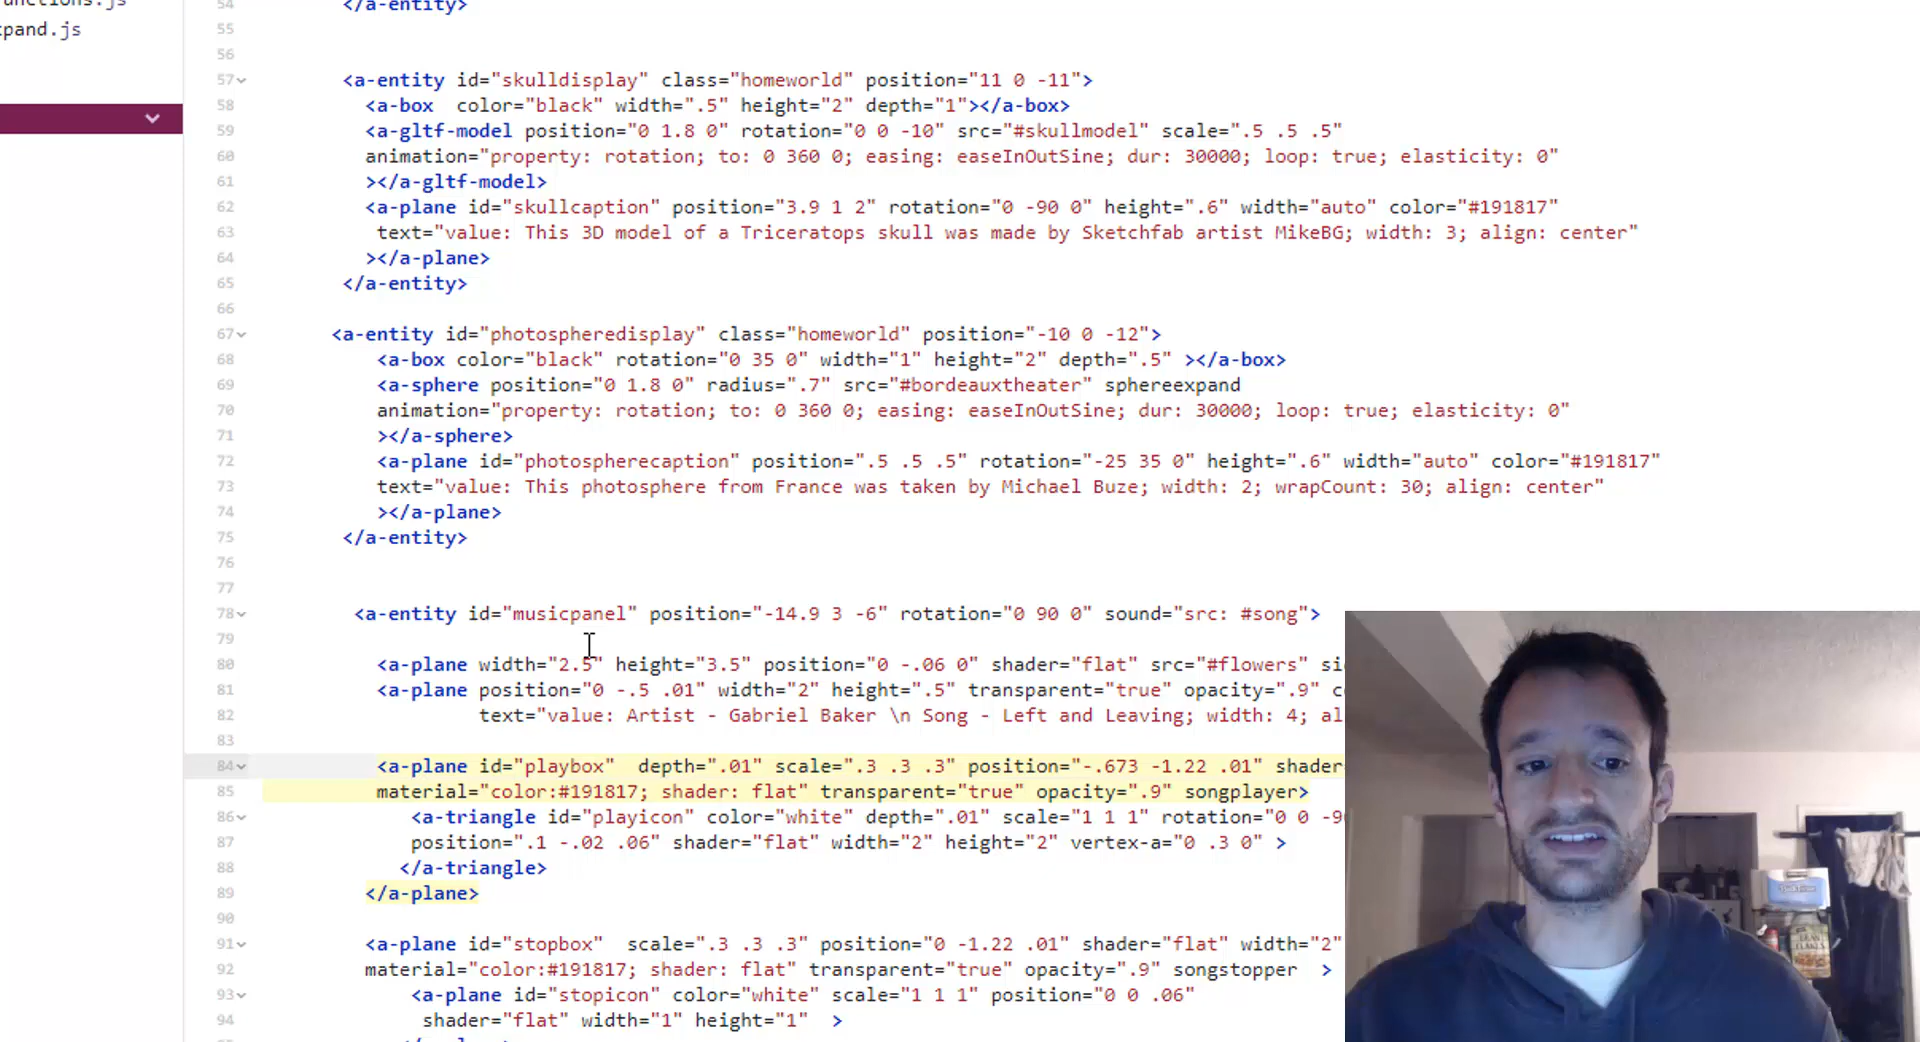 unctions.js
pand.js
54 </a-entity>
55
56
57 <a-entity id="skulldisplay" class="homeworld" position="11 0 -11">
58 <a-box  color="black" width=".5" height="2" depth="1"></a-box>
59 <a-gltf-model position="0 1.8 0" rotation="0 0 -10" src="#skullmodel" scale=".5 .5 .5"
60 animation="property: rotation; to: 0 360 0; easing: easeInOutSine; dur: 30000; loop: true; elasticity: 0"
61 ></a-gltf-model>
62 <a-plane id="skullcaption" position="3.9 1 2" rotation="0 -90 0" height=".6" width="auto" color="#191817"
63 text="value: This 3D model of a Triceratops skull was made by Sketchfab artist MikeBG; width: 3; align: center"
64 ></a-plane>
65 </a-entity>
66
67 <a-entity id="photospheredisplay" class="homeworld" position="-10 0 -12">
68 <a-box color="black" rotation="0 35 0" width="1" height="2" depth=".5" ></a-box>
69 <a-sphere position="0 1.8 0" radius=".7" src="#bordeauxtheater" sphereexpand
70 animation="property: rotation; to: 0 360 0; easing: easeInOutSine; dur: 30000; loop: true; elasticity: 0"
71 ></a-sphere>
72 <a-plane id="photospherecaption" position=".5 .5 .5" rotation="-25 35 0" height=".6" width="auto" color="#191817"
73 text="value: This photosphere from France was taken by Michael Buze; width: 2; wrapCount: 30; align: center"
74 ></a-plane>
75 </a-entity>
76
77
78 <a-entity id="musicpanel" position="-14.9 3 -6" rotation="0 90 0" sound="src: #song">
79
80 <a-plane width="2.5" height="3.5" position="0 -.06 0" shader="flat" src="#flowers" si
81 <a-plane position="0 -.5 .01" width="2" height=".5" transparent="true" opacity=".9" c
82 text="value: Artist - Gabriel Baker \n Song - Left and Leaving; width: 4; al
83
84 <a-plane id="playbox"  depth=".01" scale=".3 .3 .3" position="-.673 -1.22 .01" shader
85 material="color:#191817; shader: flat" transparent="true" opacity=".9" songplayer>
86 <a-triangle id="playicon" color="white" depth=".01" scale="1 1 1" rotation="0 0 -9
87 position=".1 -.02 .06" shader="flat" width="2" height="2" vertex-a="0 .3 0" >
88 </a-triangle>
89 </a-plane>
90
91 <a-plane id="stopbox"  scale=".3 .3 .3" position="0 -1.22 .01" shader="flat" width="2"
92 material="color:#191817; shader: flat" transparent="true" opacity=".9" songstopper  >
93 <a-plane id="stopicon" color="white" scale="1 1 1" position="0 0 .06"
94 shader="flat" width="1" height="1"  >